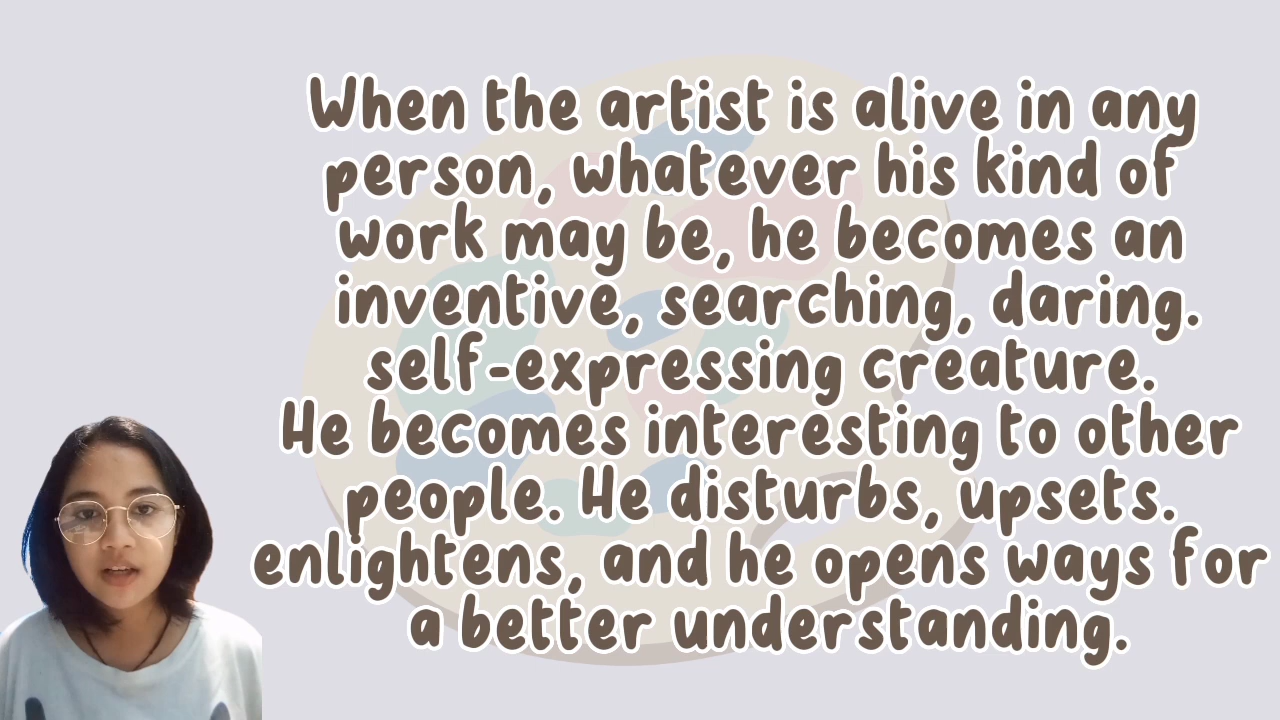 When the artist is alive in any
person, whatever his kind of
work may be, he becomes an
inventive, searching, daring.
self-expressing creature.
He becomes interesting to other
people. He disturbs, upsets.
enlightens, and he opens ways for
a better understanding.